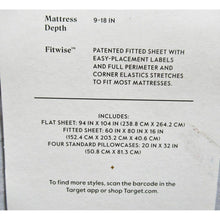 Mattress 9-18 IN
Depth
Fitwise™ PATENTED FITTED SHEET WITH
EASY-PLACEMENT LABELS
AND FULL PERIMETER AND
CORNER ELASTICS STRETCHES
TO FIT MOST MATTRESSES.
INCLUDES:
FLAT SHEET: 94 IN X 104 IN (238.8 CM X 264.2 CM)
FITTED SHEET: 60 IN X 80 IN X 16 IN
(152.4 CM X 203.2 CM X 40.6 CM)
FOUR STANDARD PILLOWCASES: 20 IN X 32 IN
(50.8 CM X 81.3 CM)
To find more styles, scan the barcode in the
Target app or shop Target.com.